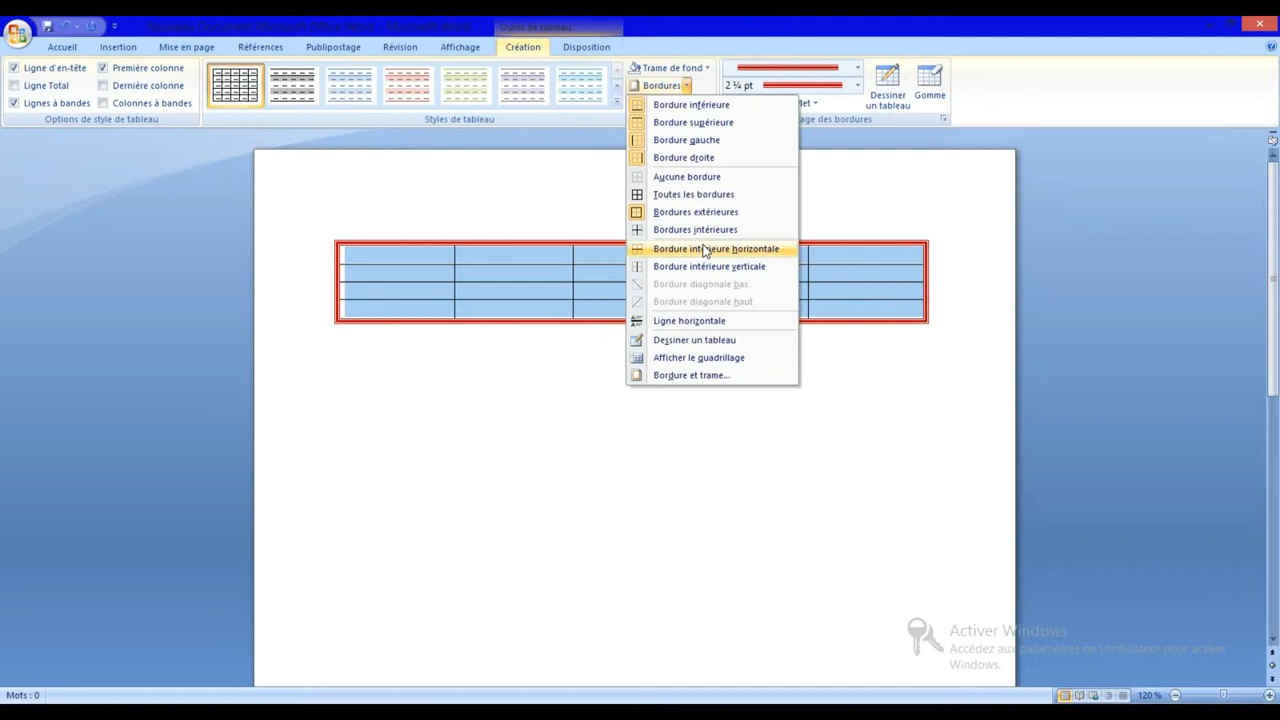 Outils de tableau
Accueil
Insertion
Mise en page
Références
Publipostage
Révision
Affichage
Création
Disposition
Ligne d'en-tête
Première colonne
Ligne Total
Dernière colonne
Lignes à bandes
Colonnes à bandes
Options de style de tableau
Styles de tableau
Trame de fond
Bordures
2 ¼ pt
Dessiner
un tableau
Gomme
Bordure inférieure
Bordure supérieure
Bordure gauche
Bordure droite
Aucune bordure
Toutes les bordures
Bordures extérieures
Bordures intérieures
Bordure intérieure horizontale
Bordure intérieure verticale
Bordure diagonale bas
Bordure diagonale haut
Ligne horizontale
Dessiner un tableau
Afficher le quadrillage
Bordure et trame...
Activer Windows
Accédez aux paramètres de l'ordinateur pour activer
Windows.
Mots : 0
120 %